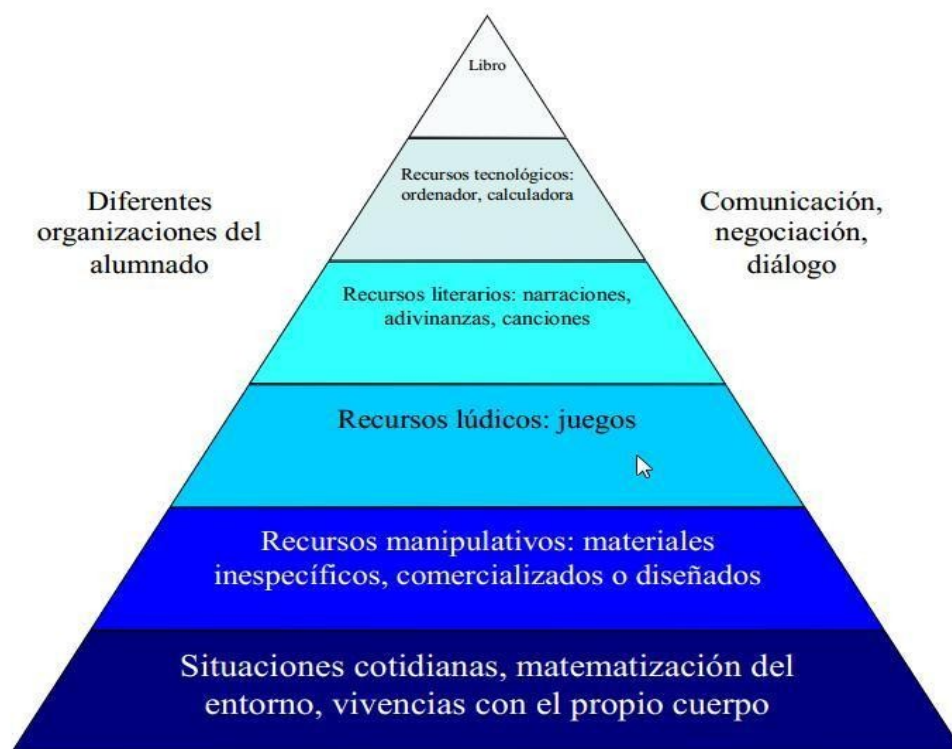 Libro
Recursos tecnológicos:
ordenador, calculadora
Diferentes
organizaciones del
alumnado
Comunicación,
negociación,
diálogo
Recursos literarios: narraciones,
adivinanzas, canciones
Recursos lúdicos: juegos
Recursos manipulativos: materiales
inespecíficos, comercializados o diseñados
Situaciones cotidianas, matematización del
entorno, vivencias con el propio cuerpo